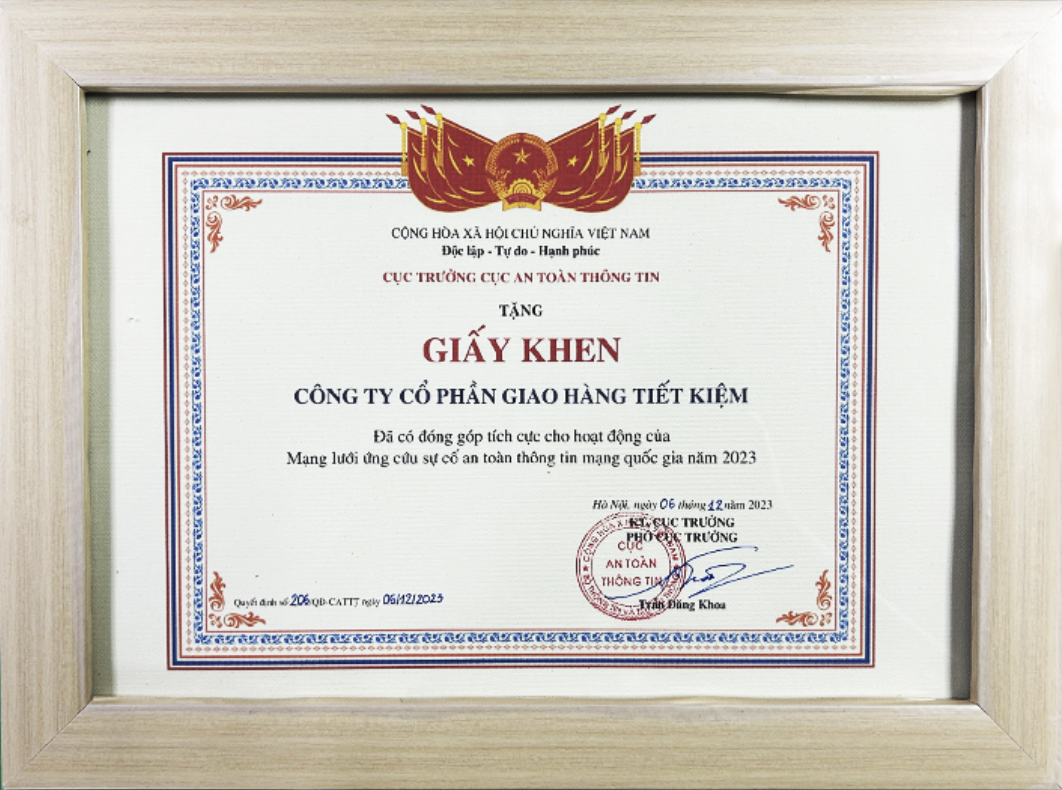 CỘNG HÒA XÃ HỘI CHỦ NGHĨA VIỆT NAM
Độc lập - Tự do - Hạnh phúc
CỤC TRƯỞNG CỤC AN TOÀN THÔNG TIN
TẶNG
GIẤY KHEN
CÔNG TY CỔ PHẦN GIAO HÀNG TIẾT KIỆM
Đã có đóng góp tích cực cho hoạt động của
Mạng lưới ứng cứu sự cố an toàn thông tin mạng quốc gia năm 2023
Hà Nội, ngày 06 tháng 12 năm 2023
KT. CỤC TRƯỞNG
PHÓ CỤC TRƯỞNG
CỤC
AN TOÀN
THÔNG TIN
Trần Đăng Khoa
Quyết định số 206/QĐ-CATTT ngày 06/12/2023